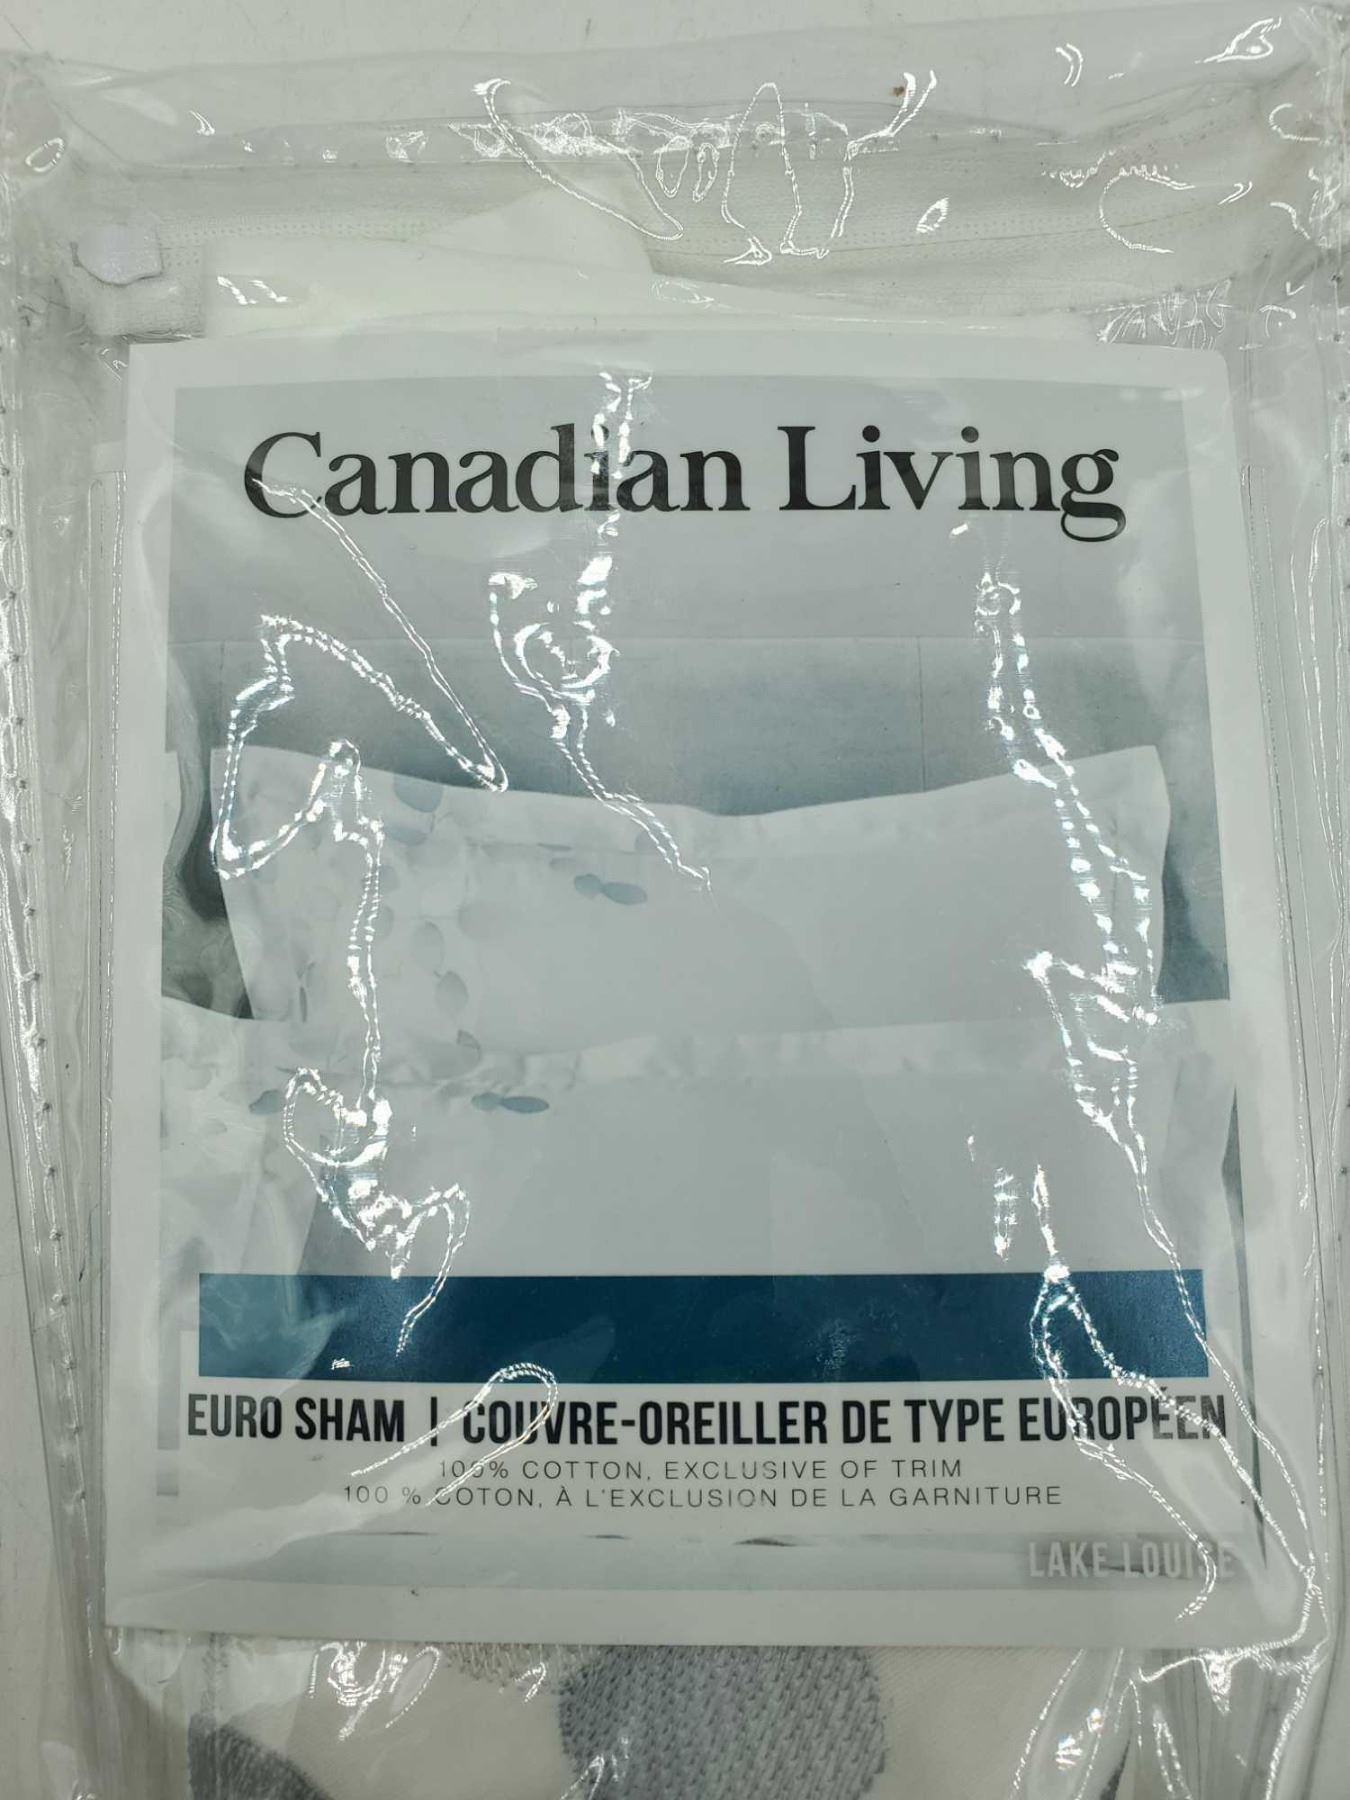 Canadian Living
EURO SHAM | COUVRE-OREILLER DE TYPE EUROPÉEN
100% COTTON, EXCLUSIVE OF TRIM
100 % COTON, À L'EXCLUSION DE LA GARNITURE
LAKE LOUISE